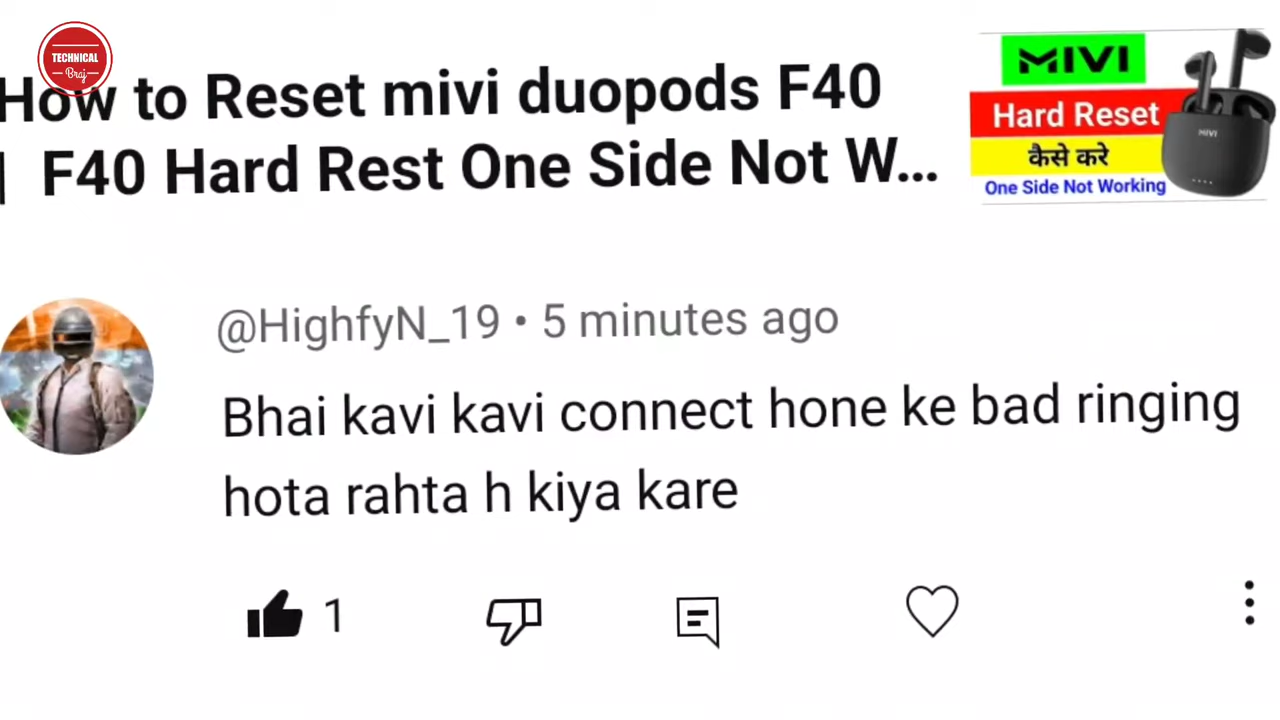 TECHNICAL
Braj
How to Reset mivi duopods F40
| F40 Hard Rest One Side Not W...
MIVI
Hard Reset
कैसे करे
One Side Not Working
MIVI
@HighfyN_19 • 5 minutes ago
Bhai kavi kavi connect hone ke bad ringing
hota rahta h kiya kare
1